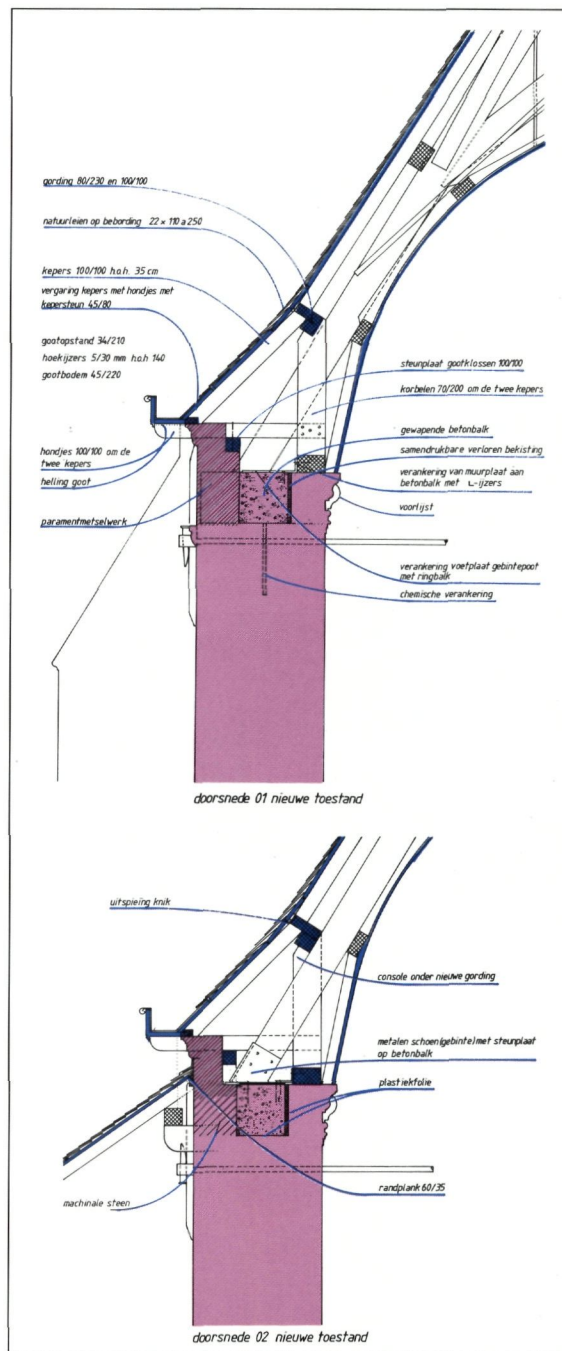 gording 80/230 en 100/100
natuurleien op bebording 22 x 110 a 250
kepers 100/100 h.o.h. 35 cm
vergaring kepers met hondjes met
kepersteun 45/80
gootopstand 34/210
hoekijzers 5/30 mm h.o.h 140
gootbodem 45/220
hondjes 100/100 om de
twee kepers
helling goot
paramentmetselwerk
steunplaat gootklossen 100/100
korbelen 70/200 om de twee kepers
gewapende betonbalk
samendrukbare verloren bekisting
verankering van muurplaat aan
betonbalk met L-ijzers
voorlijst
verankering voetplaat gebintepoot
met ringbalk
chemische verankering
doorsnede 01 nieuwe toestand
uitspieing knik
console onder nieuwe gording
metalen schoen(gebinte) met steunplaat
op betonbalk
plastiekfolie
randplank 60/35
machinale steen
doorsnede 02 nieuwe toestand